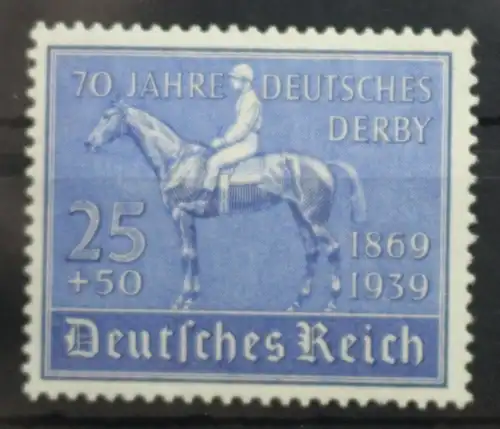 70 JAHRE DEUTSCHES
DERBY
25 1869
+50 1939
Deutsches Reich